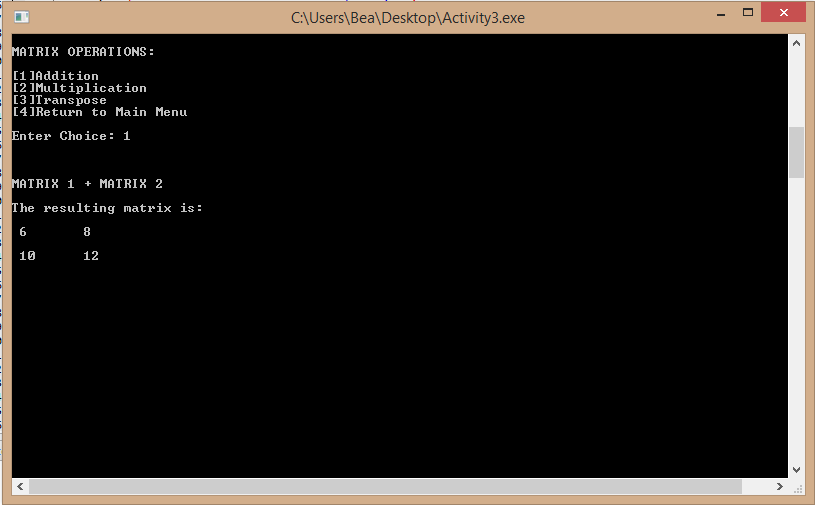 C:\Users\Bea\Desktop\Activity3.exe
MATRIX OPERATIONS:
[1]Addition
[2]Multiplication
[3]Transpose
[4]Return to Main Menu
Enter Choice: 1
MATRIX 1 + MATRIX 2
The resulting matrix is:
6 8
10 12